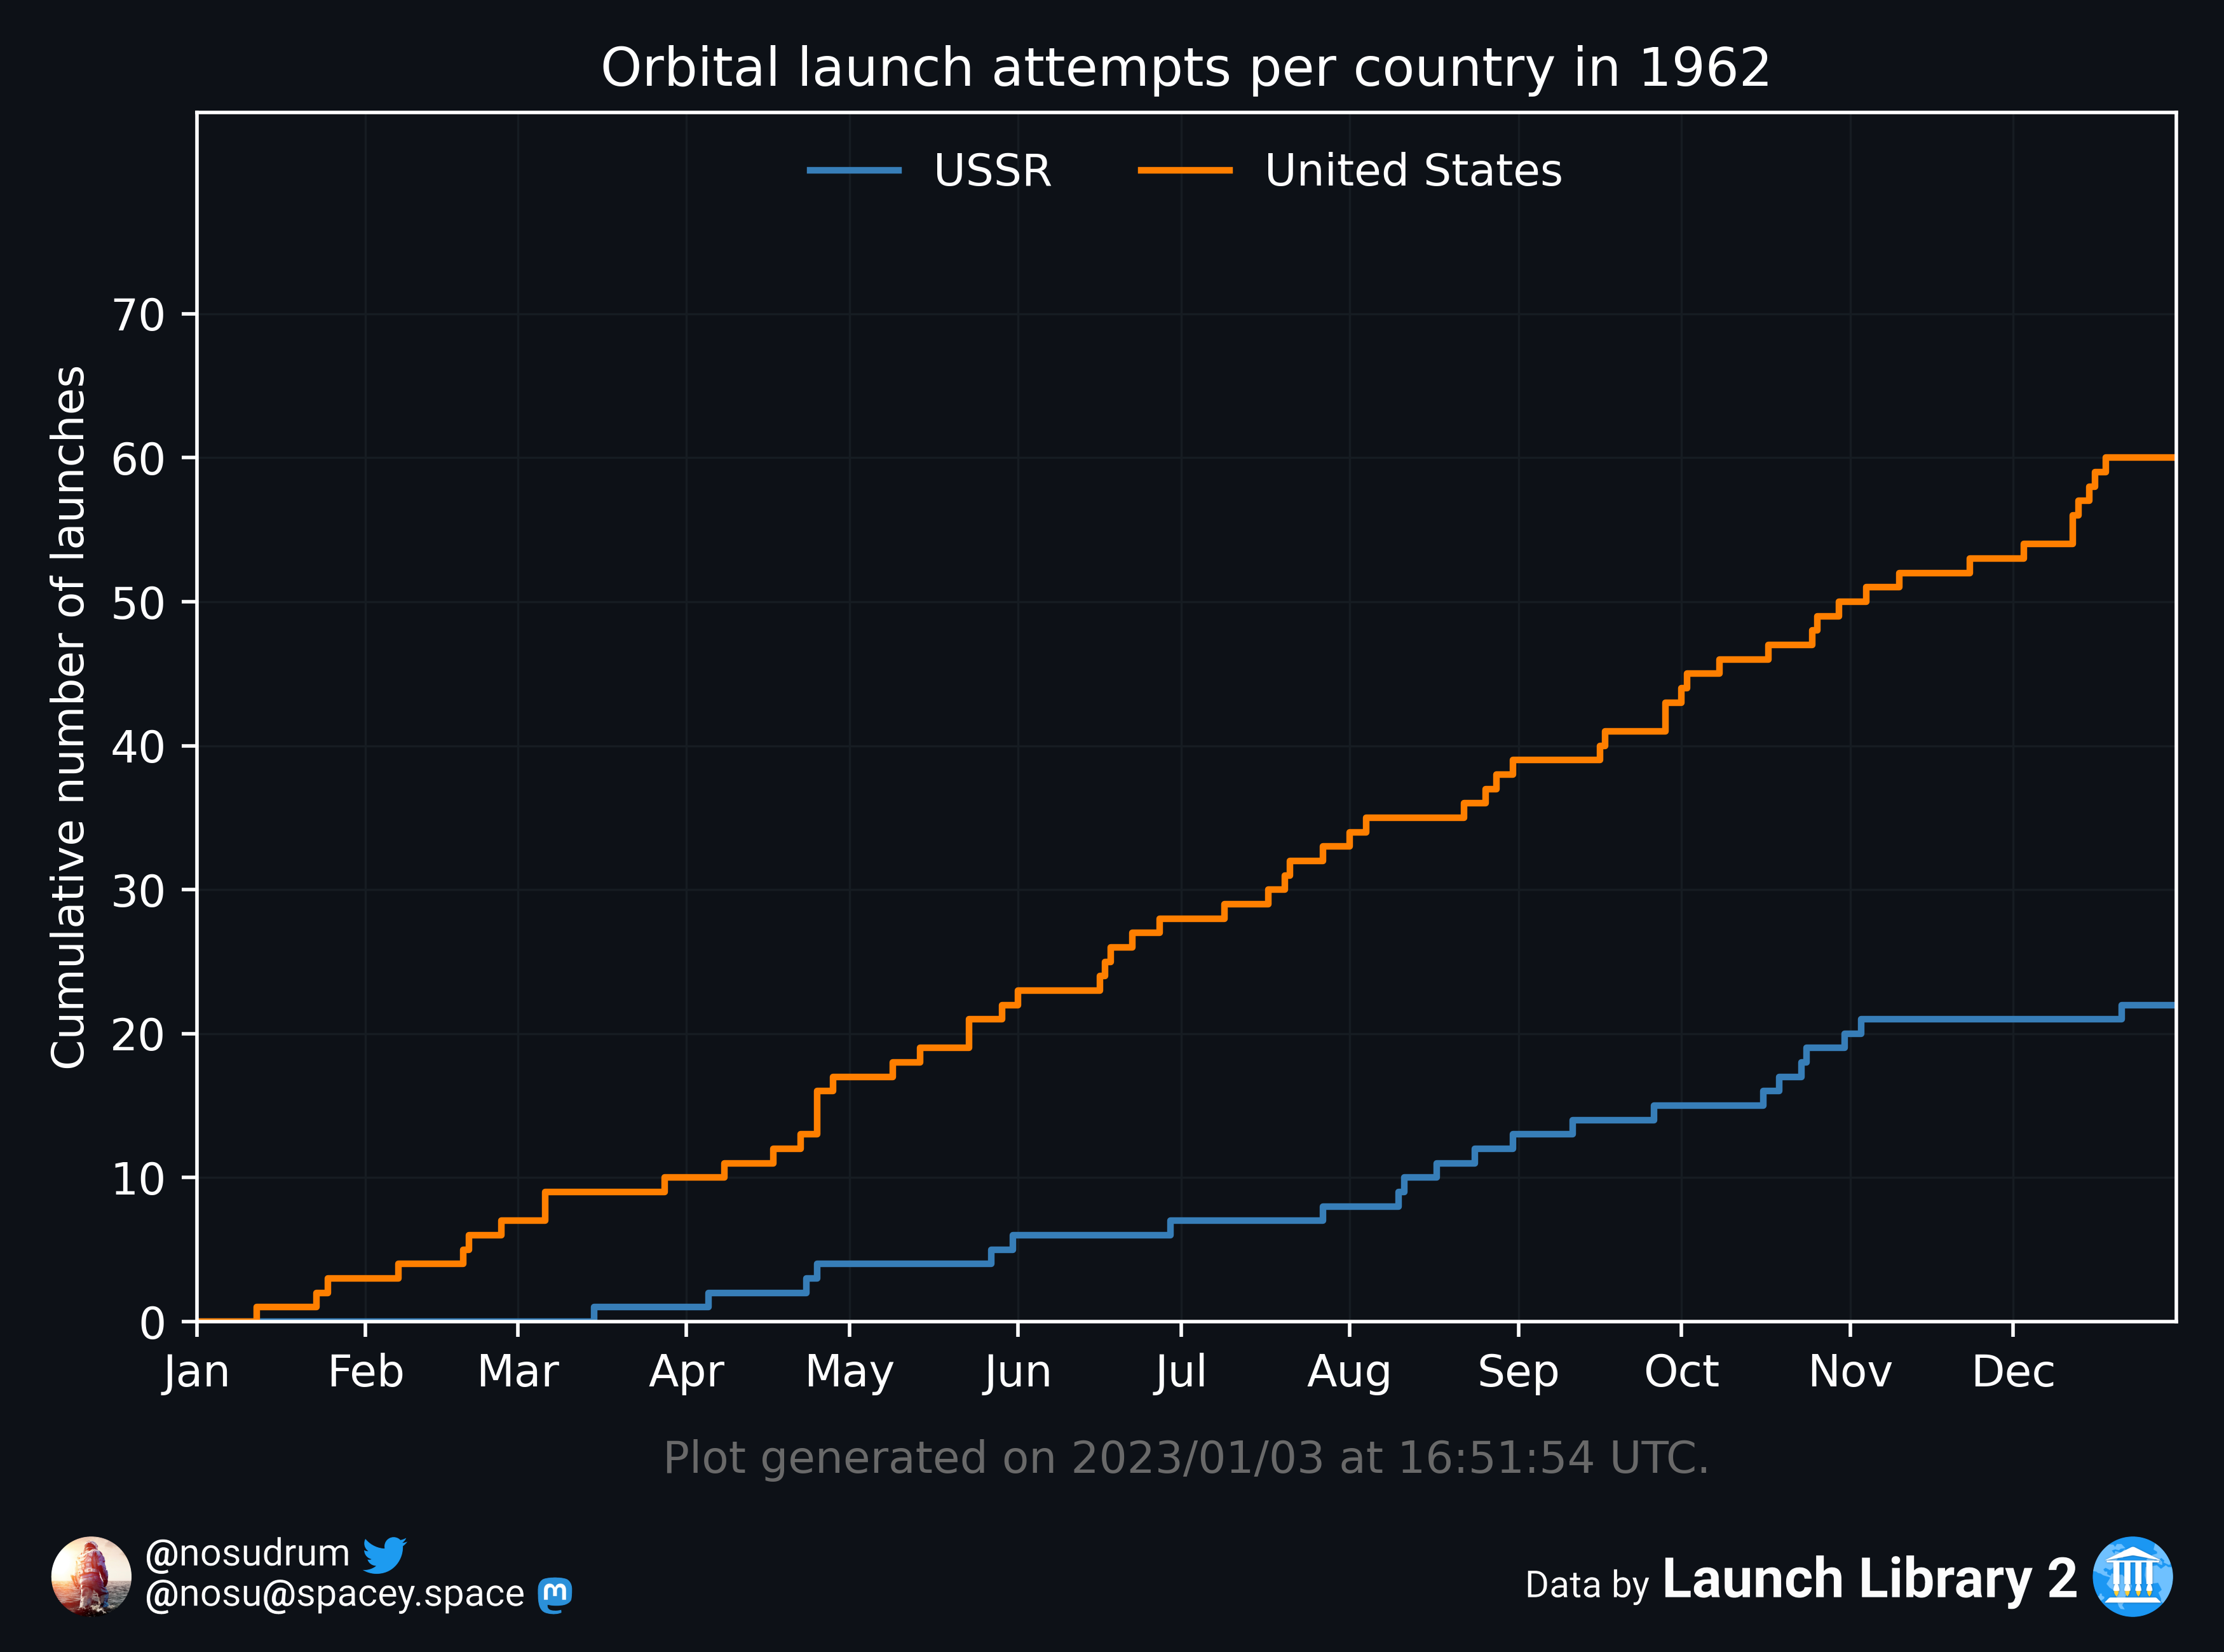 Orbital launch attempts per country in 1962
USSR
United States
Cumulative number of launches
70
60
50
40
30
20
10
0
Jan Feb Mar Apr May Jun Jul Aug Sep Oct Nov Dec
Plot generated on 2023/01/03 at 16:51:54 UTC.
@nosudrum
@nosu@spacey.space
Data by Launch Library 2